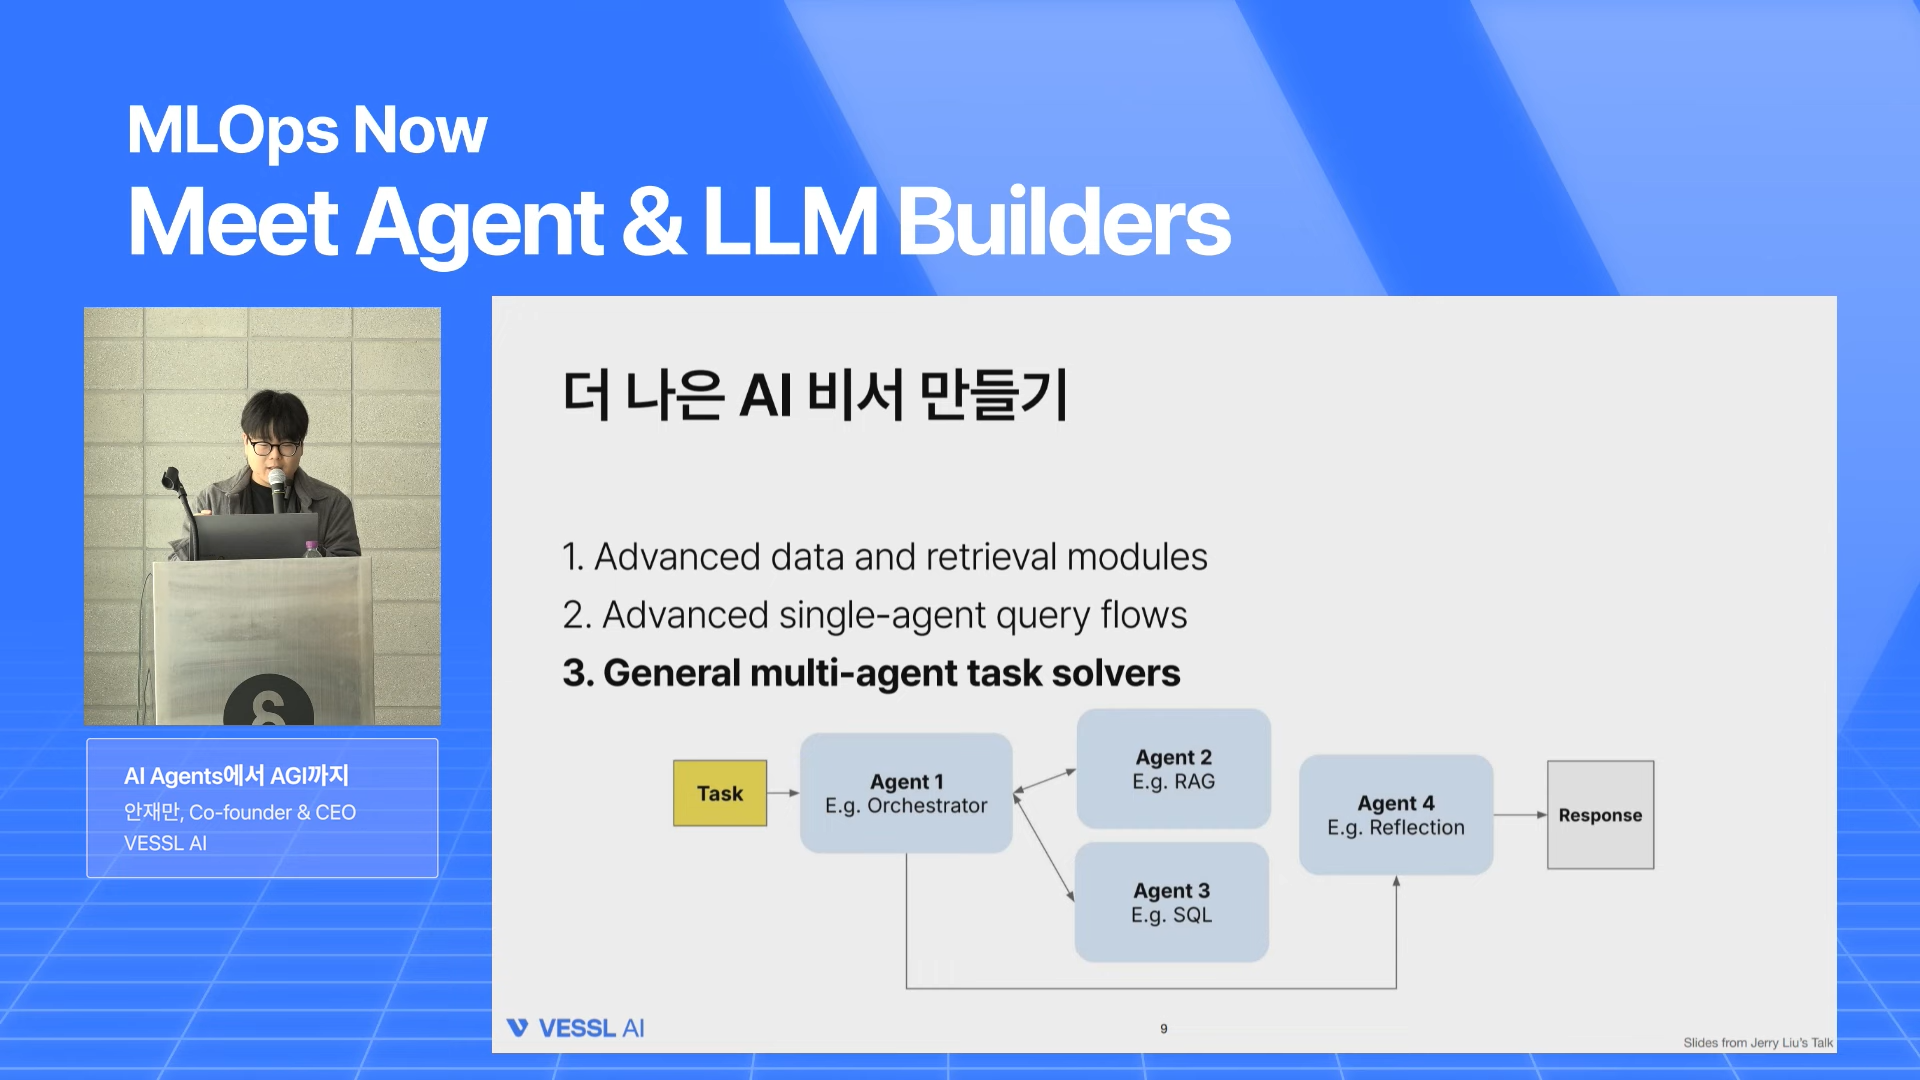 MLOps Now
Meet Agent & LLM Builders
더 나은 AI 비서 만들기
1. Advanced data and retrieval modules
2. Advanced single-agent query flows
3. General multi-agent task solvers
Task
Agent 1
E.g. Orchestrator
Agent 2
E.g. RAG
Agent 3
E.g. SQL
Agent 4
E.g. Reflection
Response
VESSL AI
9
Slides from Jerry Liu's Talk
AI Agents에서 AGI까지
안재만, Co-founder & CEO
VESSL AI